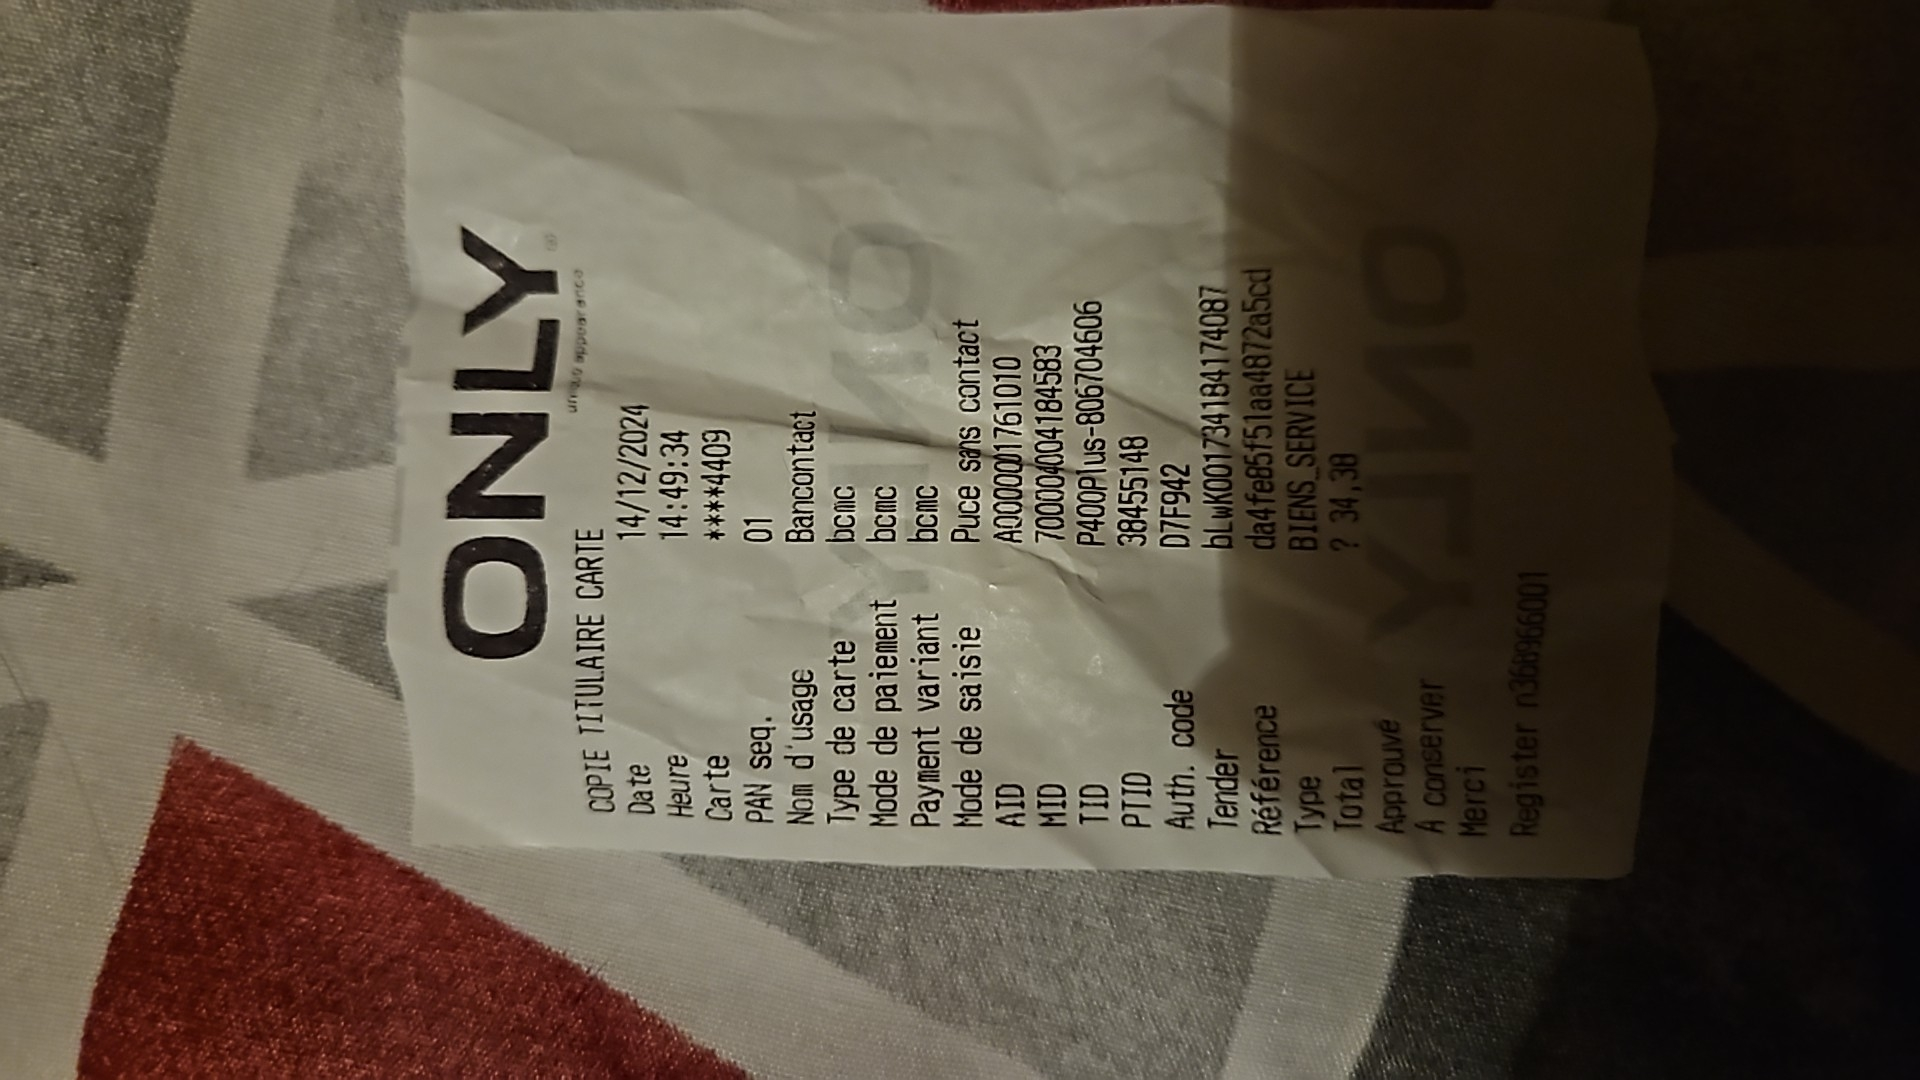 ONLY
unique appearance
COPIE TITULAIRE CARTE
Date 14/12/2024
Heure 14:49:34
Carte ****4409
PAN seq. 01
Nom d'usage Bancontact
Type de carte bcmc
Mode de paiement bcmc
Payment variant bcmc
Mode de saisie Puce sans contact
AID A0000001761010
MID 700004004184583
TID P400Plus-806704606
PTID 38455148
Auth. code D7F942
Tender bLwK001734184174087
Référence da4fe85f51aa4872a5cd
Type BIENS_SERVICE
Total ? 34,38
Approuvé
A conserver
Merci
Register n368966001